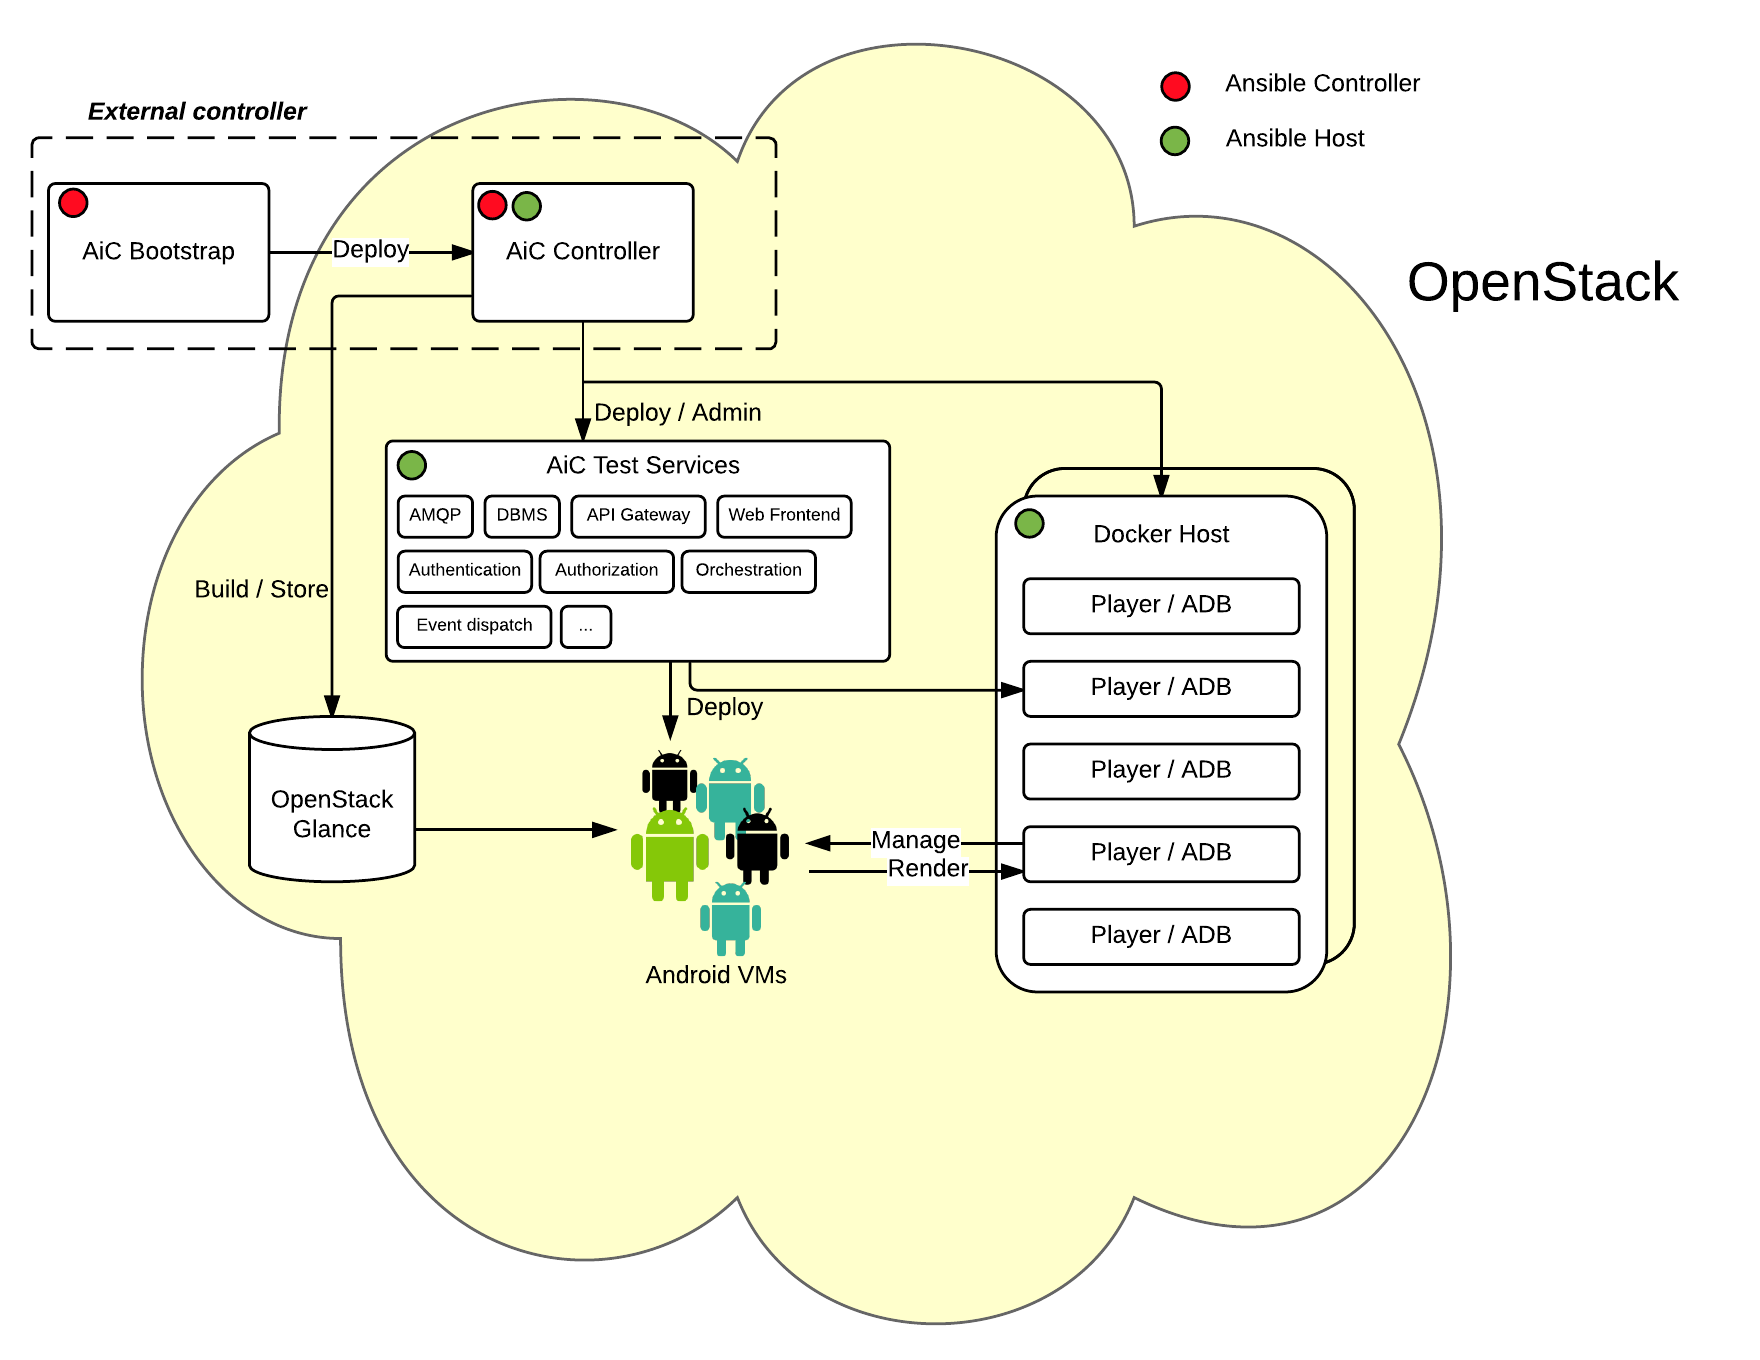 Ansible Controller
External controller
Ansible Host
AiC Bootstrap
Deploy
AiC Controller
OpenStack
Deploy / Admin
AiC Test Services
AMQP
DBMS
API Gateway
Web Frontend
Authentication
Authorization
Orchestration
Event dispatch
...
Docker Host
Player / ADB
Player / ADB
Player / ADB
Player / ADB
Player / ADB
Build / Store
Deploy
OpenStack
Glance
Manage
Render
Android VMs